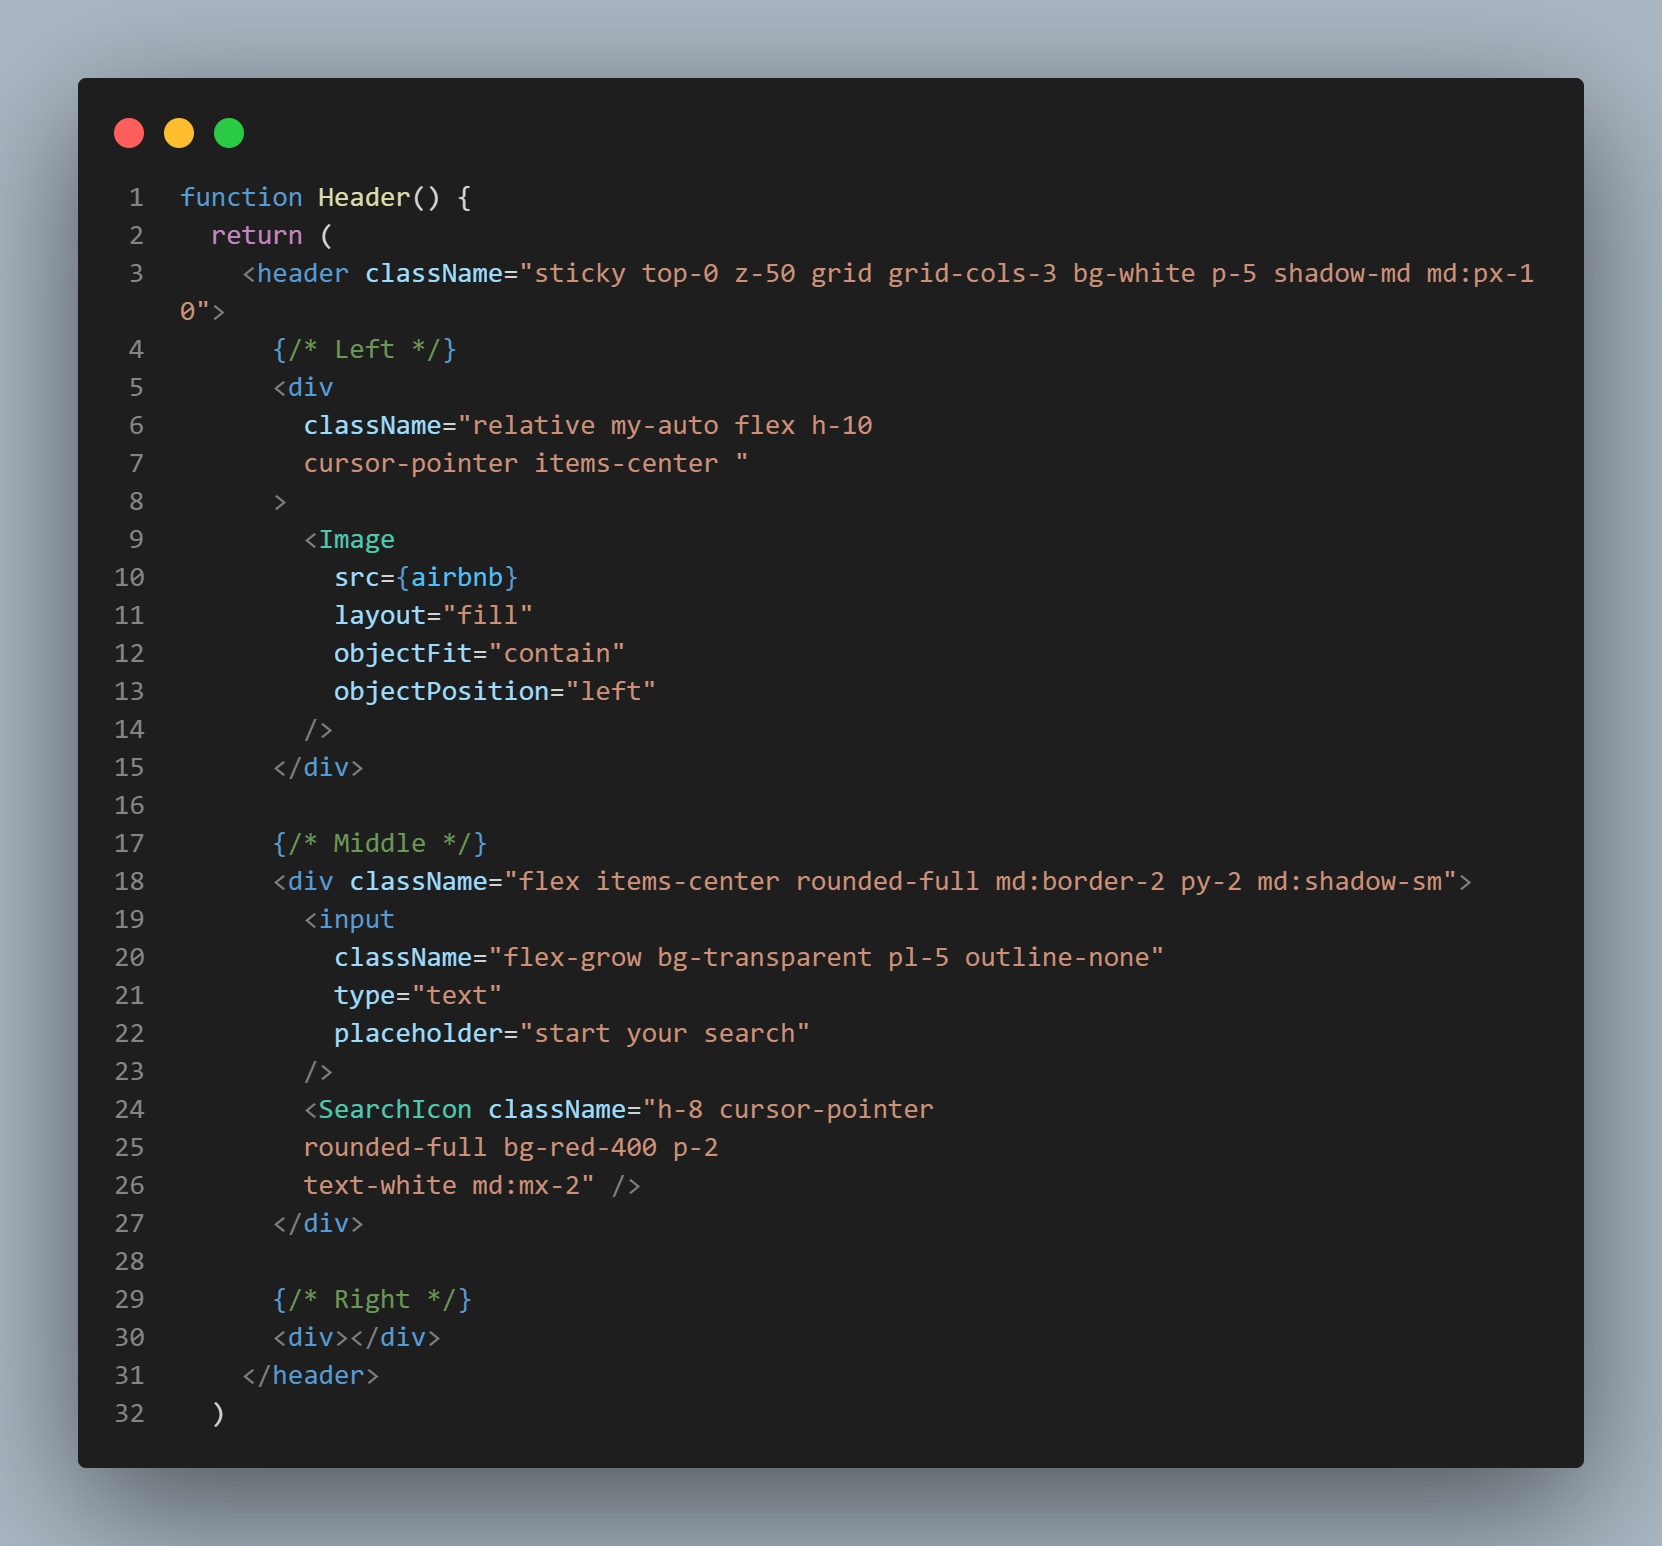 1 function Header() {
2   return (
3     <header className="sticky top-0 z-50 grid grid-cols-3 bg-white p-5 shadow-md md:px-1
0">
4       {/* Left */}
5       <div
6         className="relative my-auto flex h-10
7         cursor-pointer items-center "
8       >
9         <Image
10           src={airbnb}
11           layout="fill"
12           objectFit="contain"
13           objectPosition="left"
14         />
15       </div>
16
17       {/* Middle */}
18       <div className="flex items-center rounded-full md:border-2 py-2 md:shadow-sm">
19         <input
20           className="flex-grow bg-transparent pl-5 outline-none"
21           type="text"
22           placeholder="start your search"
23         />
24         <SearchIcon className="h-8 cursor-pointer
25         rounded-full bg-red-400 p-2
26         text-white md:mx-2" />
27       </div>
28
29       {/* Right */}
30       <div></div>
31     </header>
32   )